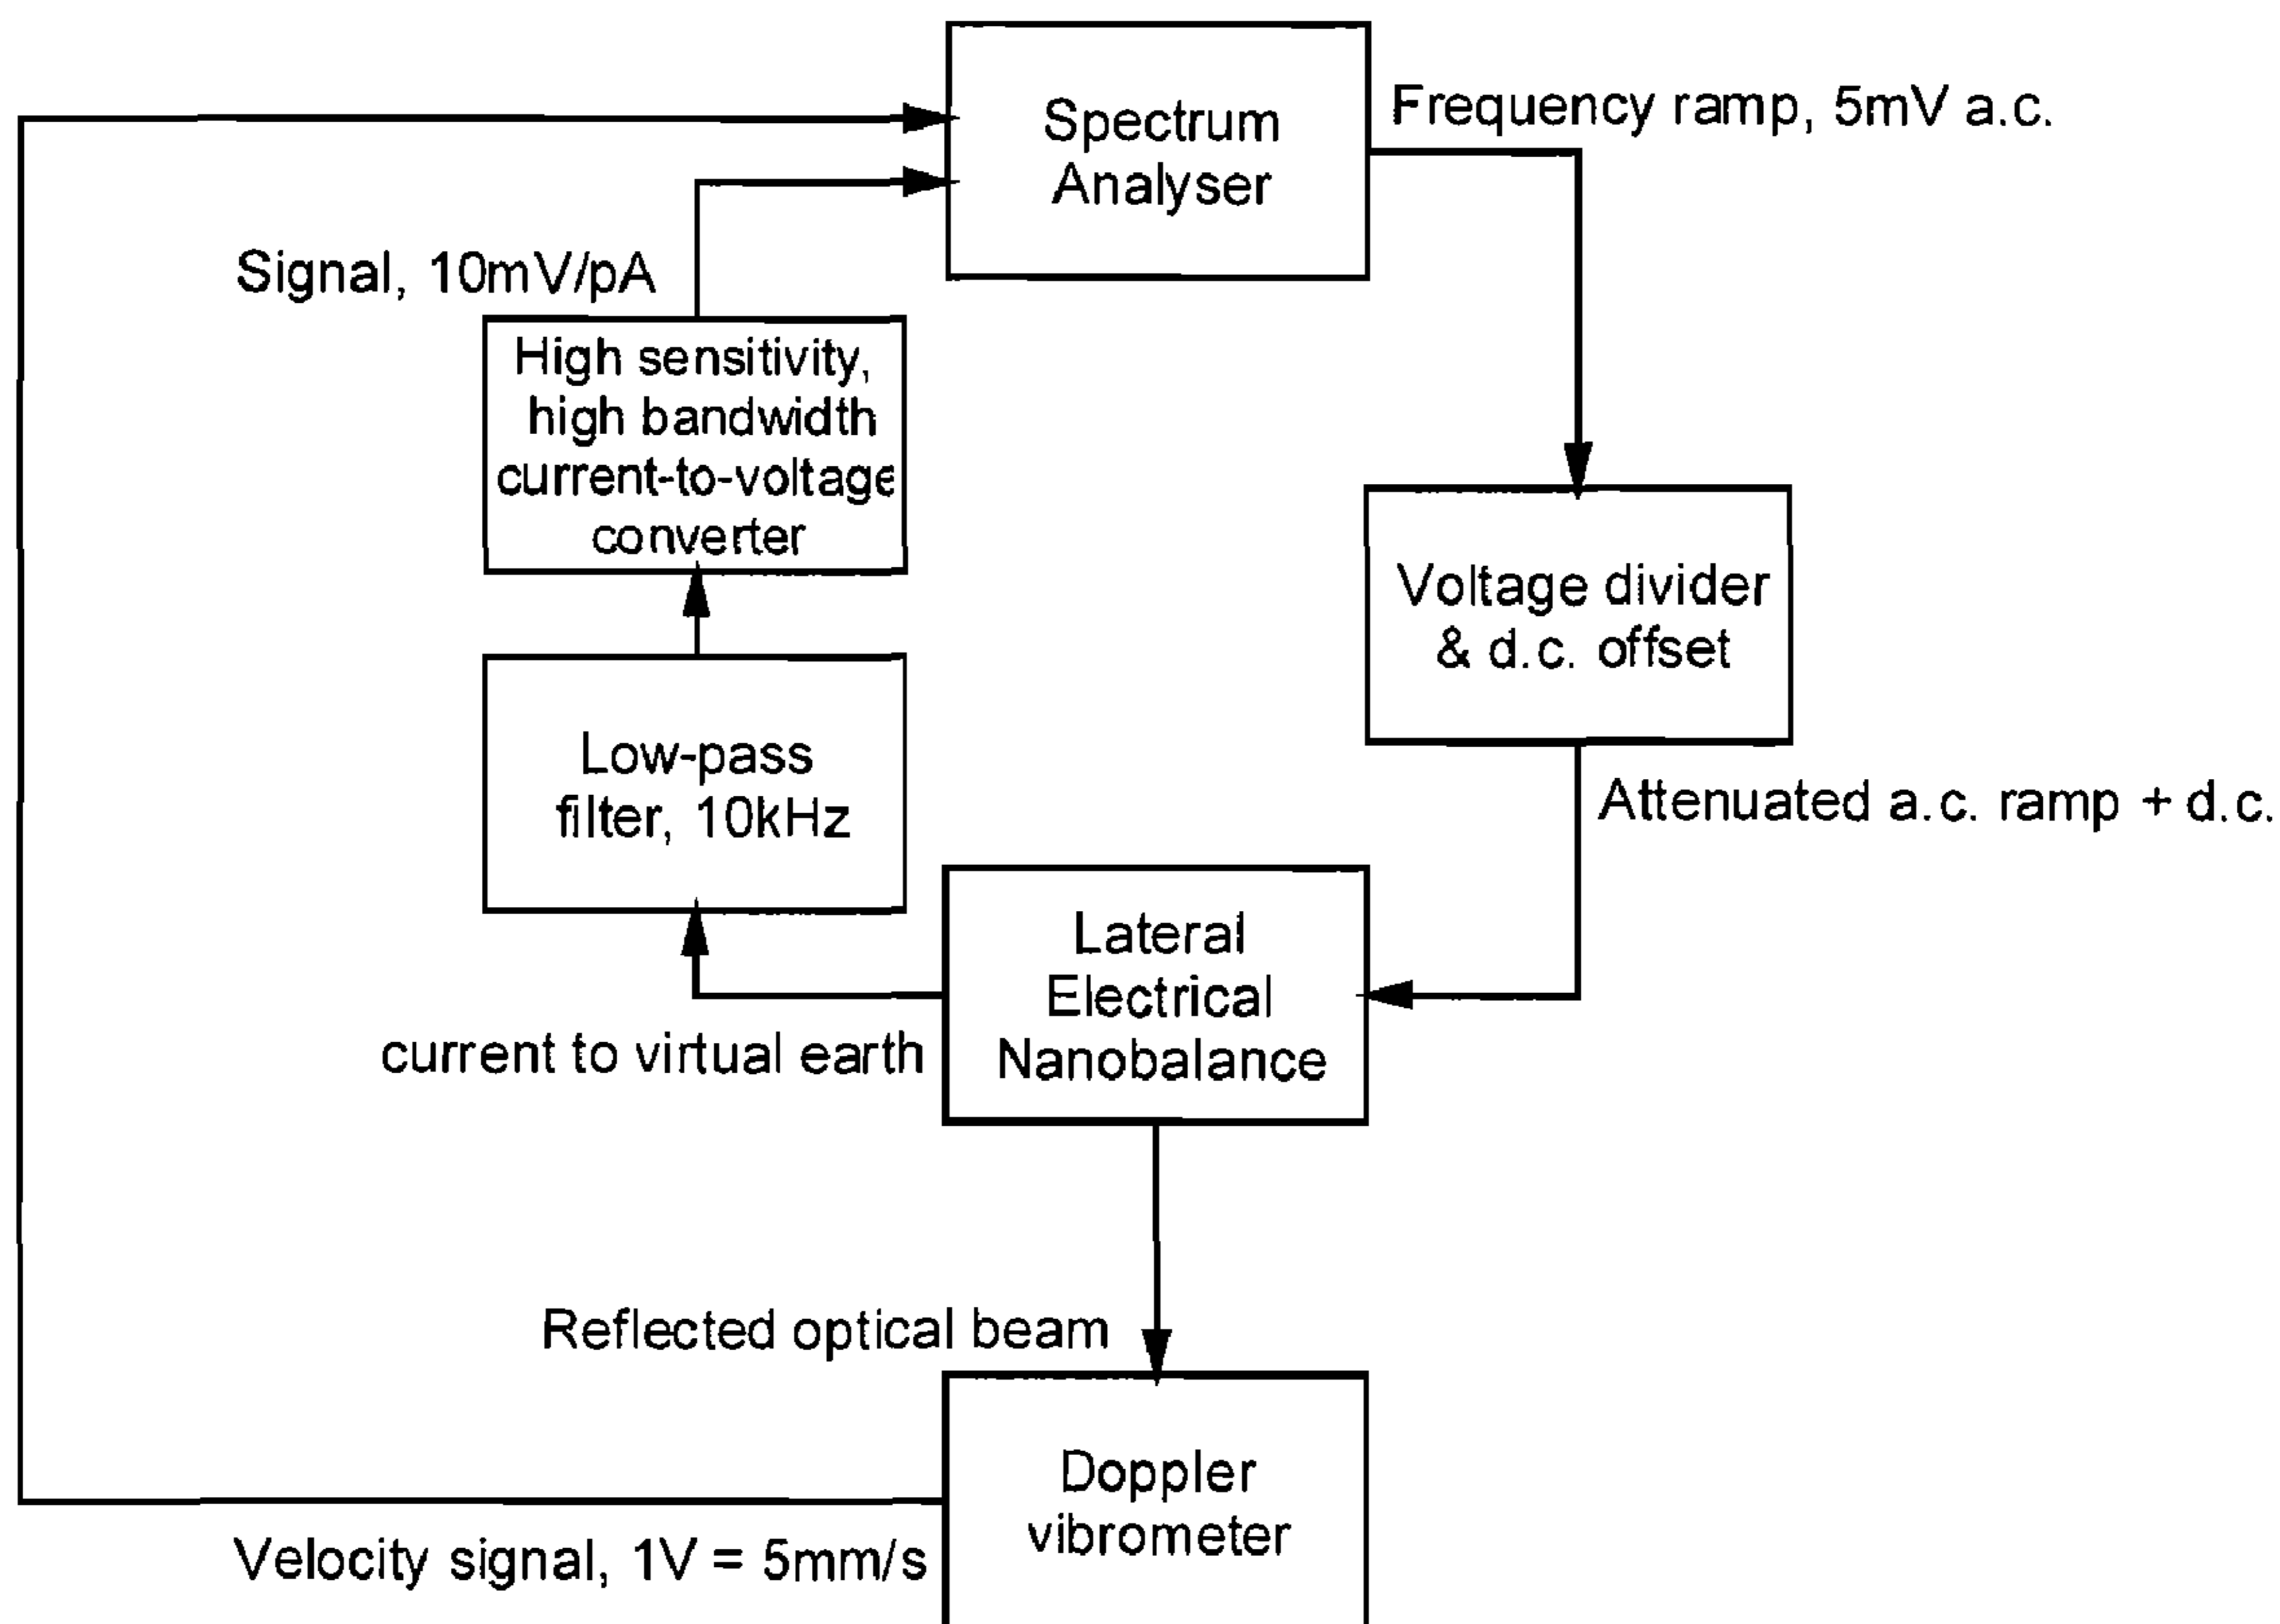 Spectrum
Analyser
Frequency ramp, 5mV a.c.
Signal, 10mV/pA
High sensitivity,
high bandwidth
current-to-voltage
converter
Voltage divider
& d.c. offset
Low-pass
filter, 10kHz
Attenuated a.c. ramp + d.c.
Lateral
Electrical
Nanobalance
current to virtual earth
Reflected optical beam
Doppler
vibrometer
Velocity signal, 1V = 5mm/s